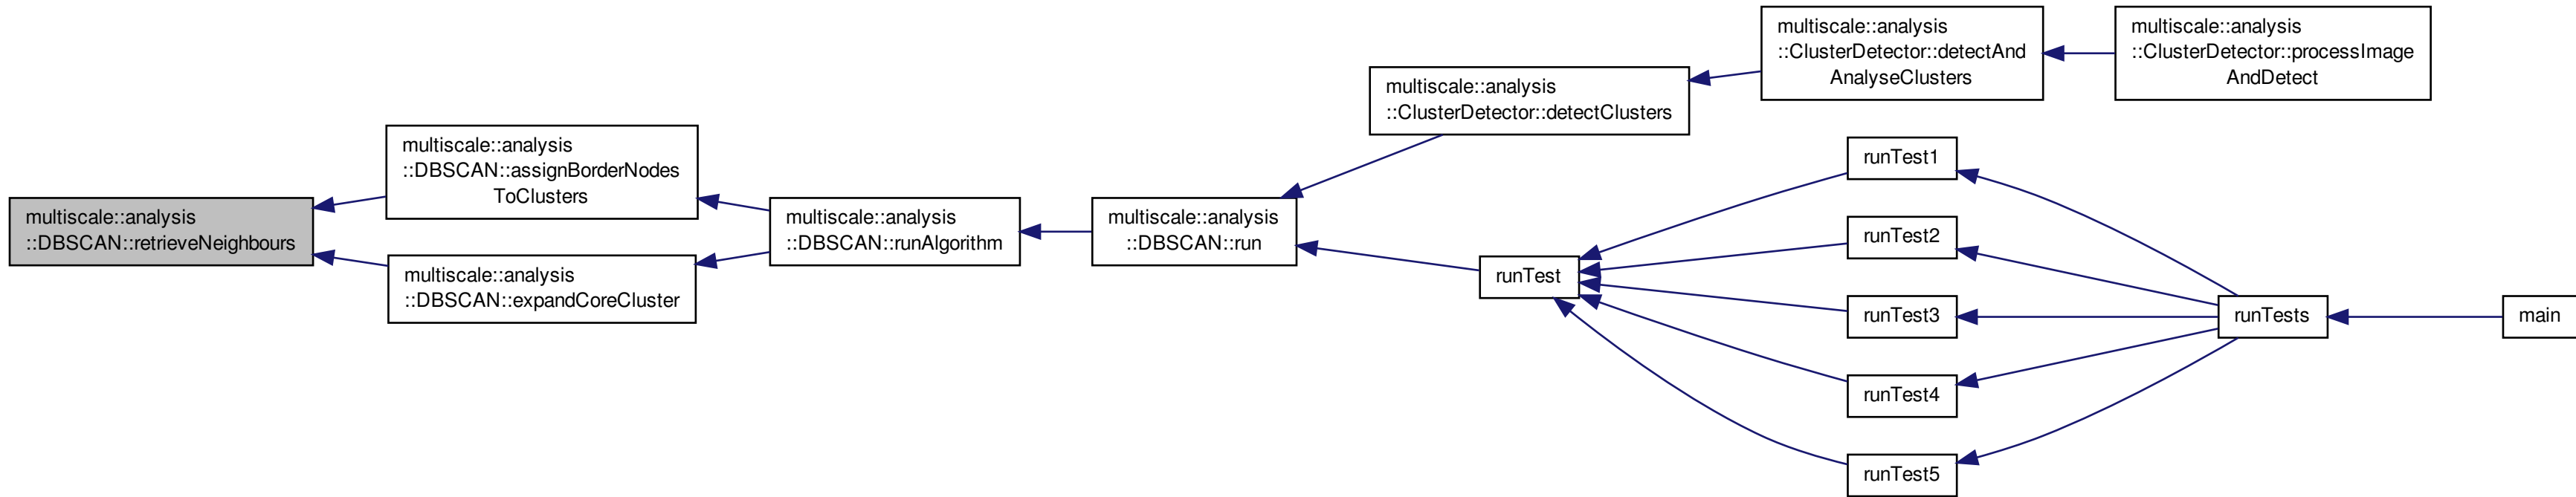 multiscale::analysis
::DBSCAN::retrieveNeighbours
multiscale::analysis
::DBSCAN::assignBorderNodes
ToClusters
multiscale::analysis
::DBSCAN::expandCoreCluster
multiscale::analysis
::DBSCAN::runAlgorithm
multiscale::analysis
::DBSCAN::run
multiscale::analysis
::ClusterDetector::detectClusters
multiscale::analysis
::ClusterDetector::detectAnd
AnalyseClusters
multiscale::analysis
::ClusterDetector::processImage
AndDetect
runTest
runTest1
runTest2
runTest3
runTest4
runTest5
runTests
main